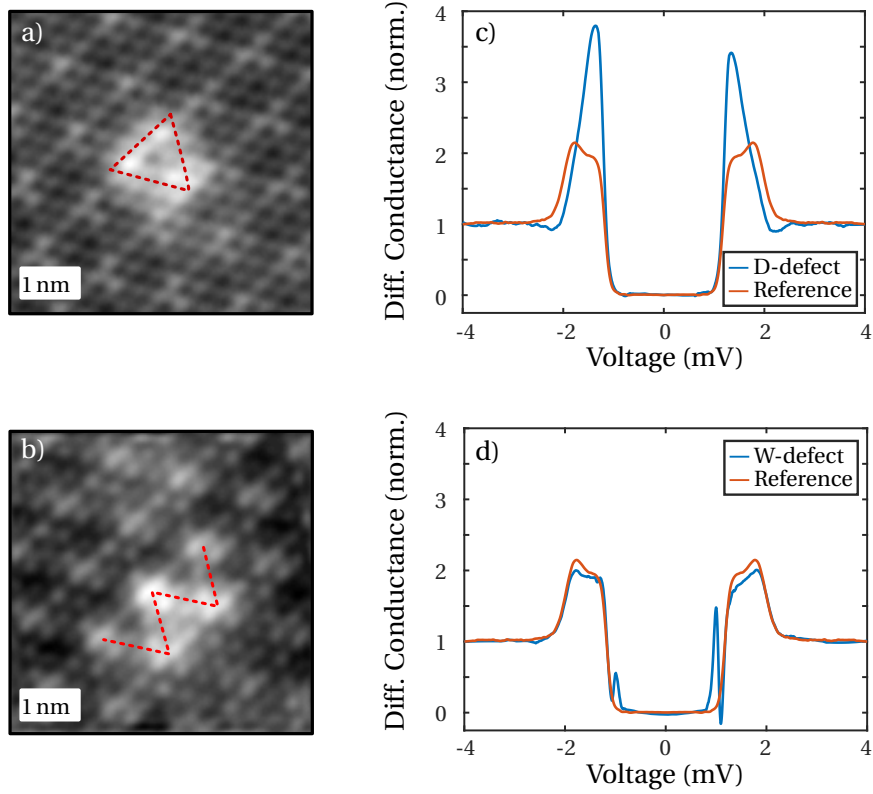 a)
1 nm
c)
Diff. Conductance (norm.)
4
3
2
1
0
D-defect
Reference
-4
-2
0
2
4
Voltage (mV)
b)
1 nm
d)
Diff. Conductance (norm.)
4
3
2
1
0
W-defect
Reference
-4
-2
0
2
4
Voltage (mV)